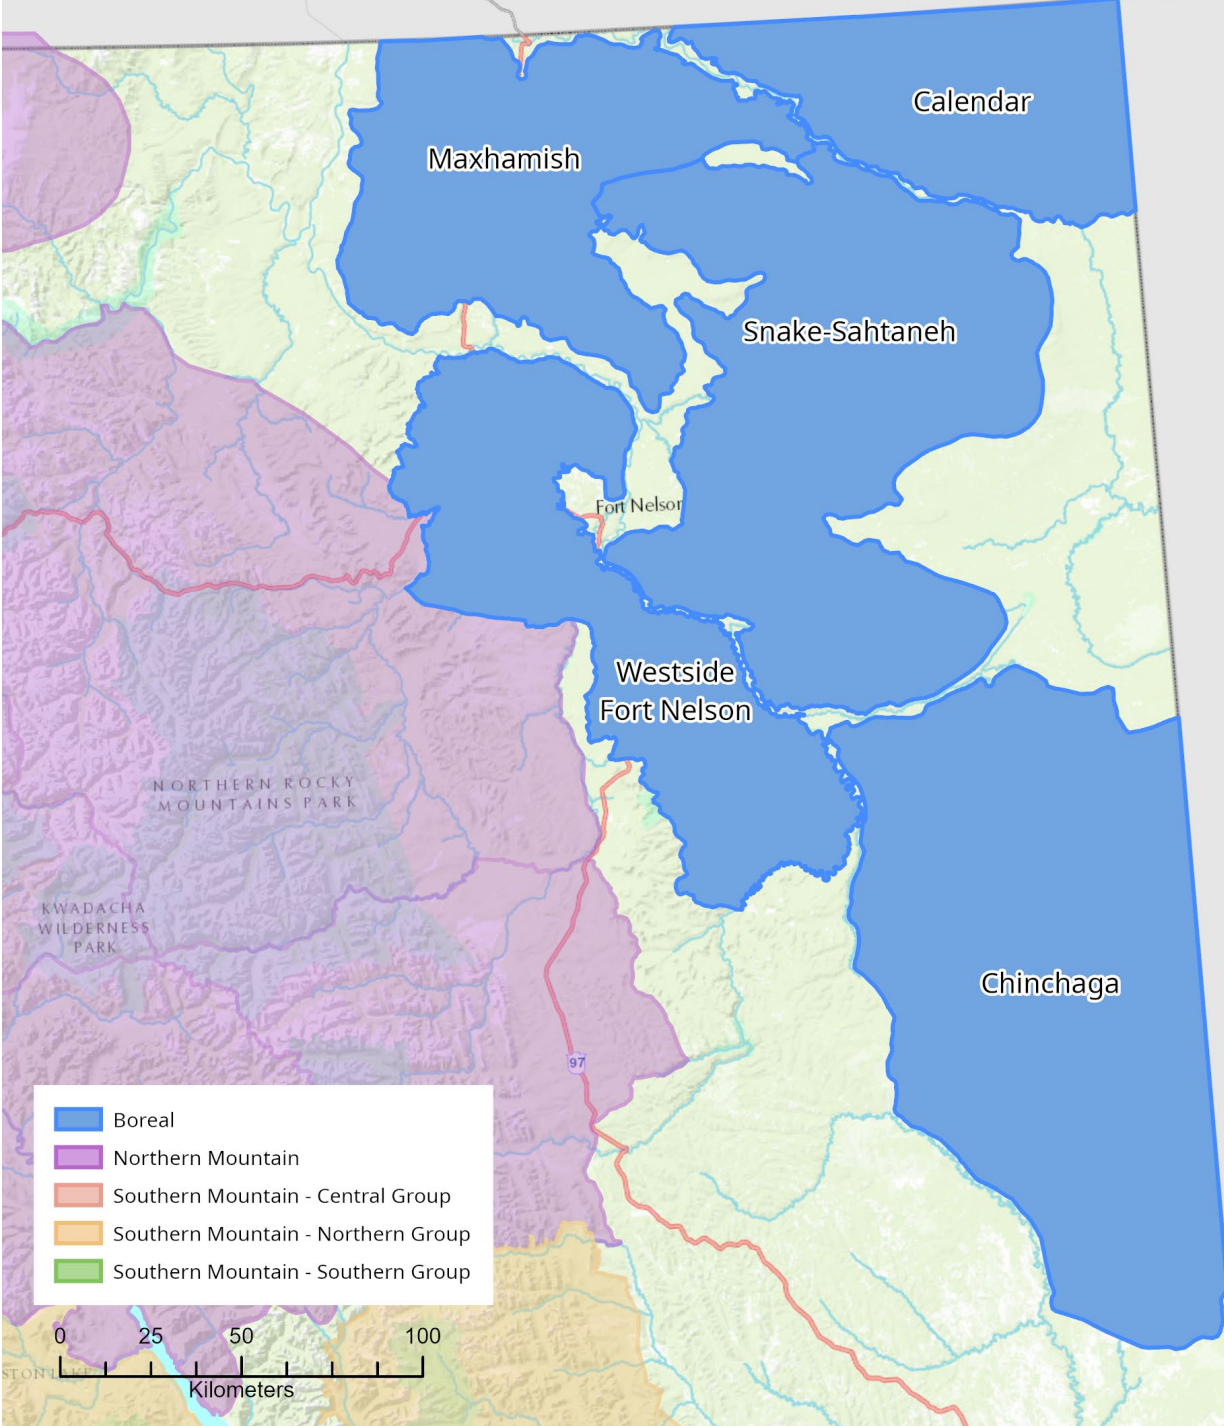 Calendar
Maxhamish
Snake-Sahtaneh
Fort Nelson
Westside
Fort Nelson
NORTHERN ROCKY
MOUNTAINS PARK
KWADACHA
WILDERNESS
PARK
Chinchaga
97
Boreal
Northern Mountain
Southern Mountain - Central Group
Southern Mountain - Northern Group
Southern Mountain - Southern Group
0 25 50 100
Kilometers